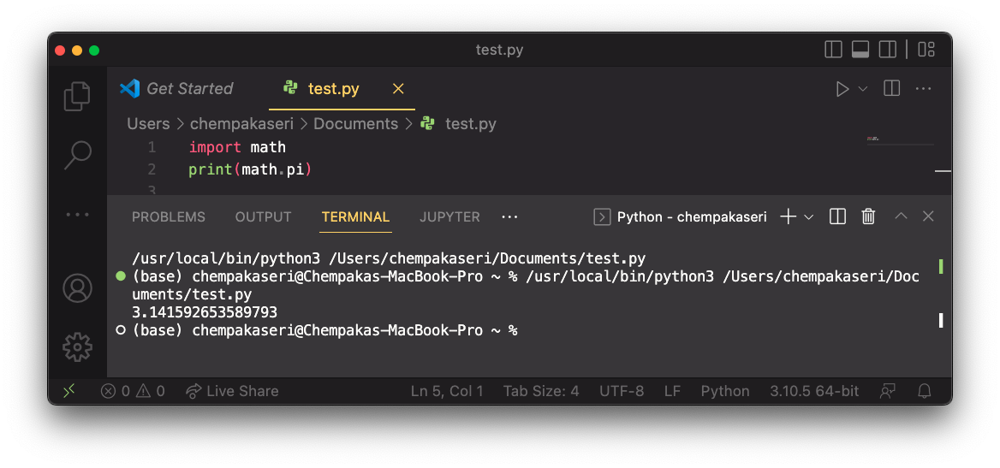 test.py
Get Started test.py
Users > chempakaseri > Documents > test.py
1 import math
2 print(math.pi)
3
PROBLEMS OUTPUT TERMINAL JUPYTER ··· Python - chempakaseri
/usr/local/bin/python3 /Users/chempakaseri/Documents/test.py
(base) chempakaseri@Chempakas-MacBook-Pro ~ % /usr/local/bin/python3 /Users/chempakaseri/Doc
uments/test.py
3.141592653589793
(base) chempakaseri@Chempakas-MacBook-Pro ~ %
0 0 Live Share Ln 5, Col 1 Tab Size: 4 UTF-8 LF Python 3.10.5 64-bit